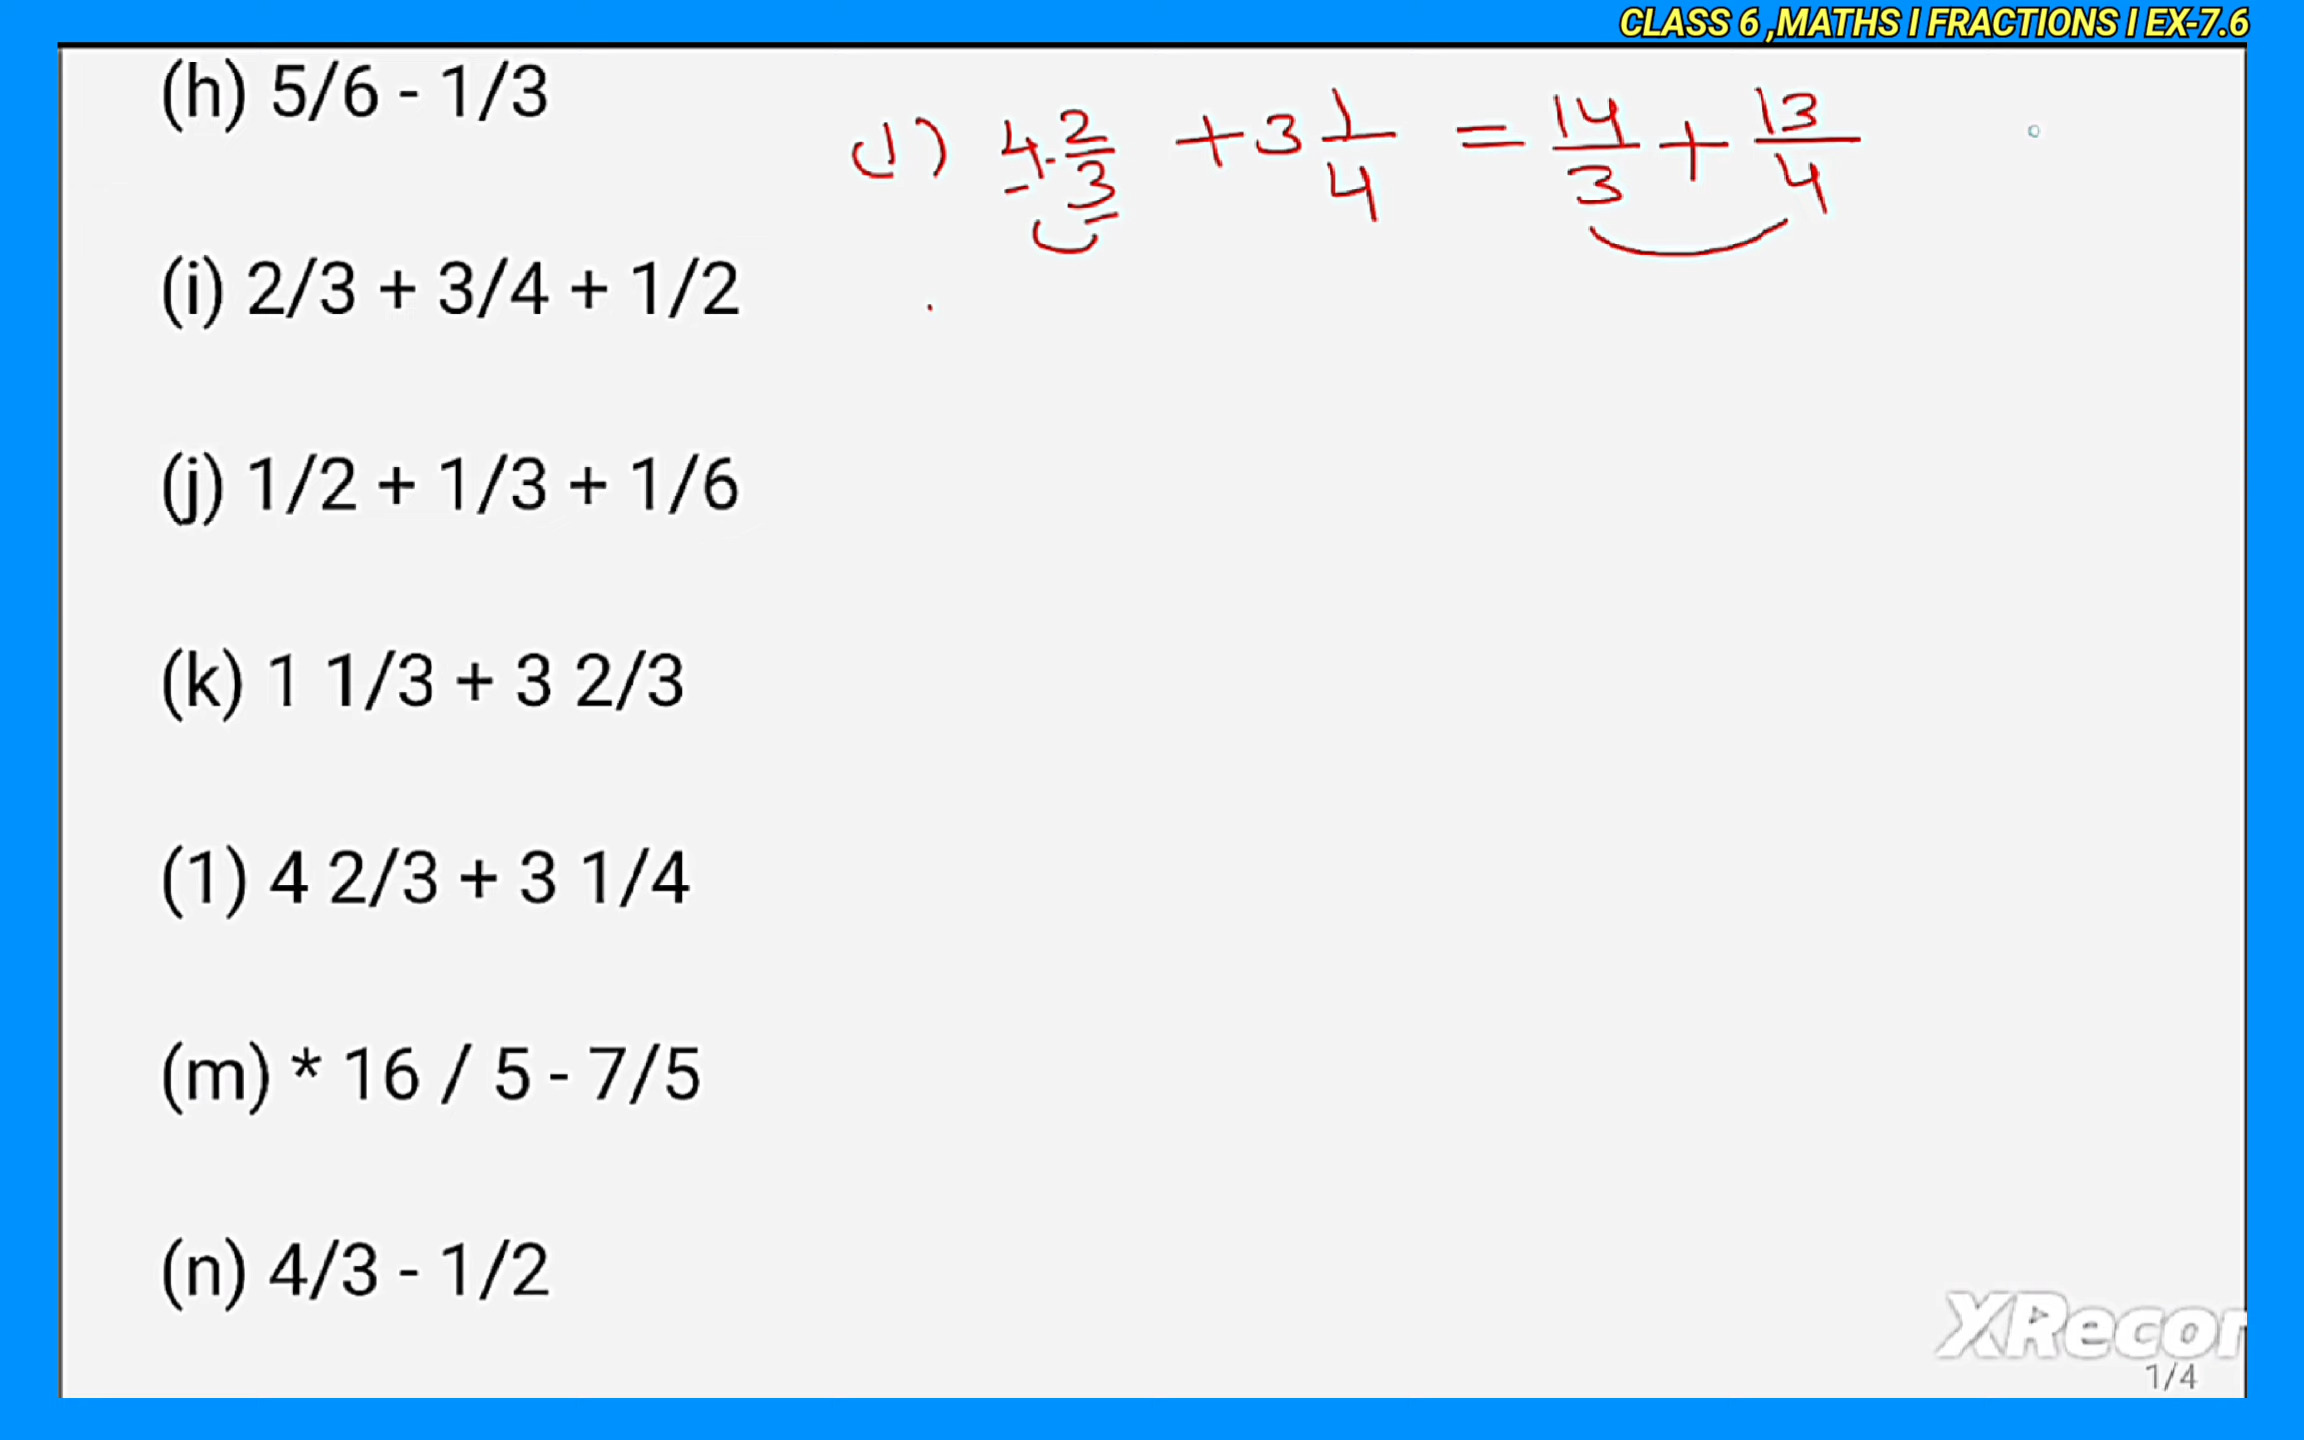 CLASS 6 ,MATHS I FRACTIONS I EX-7.6
(h) 5/6 - 1/3
(i) 2/3 + 3/4 + 1/2
(j) 1/2 + 1/3 + 1/6
(k) 1 1/3 + 3 2/3
(1) 4 2/3 + 3 1/4
(m) * 16 / 5 - 7/5
(n) 4/3 - 1/2
(l) 4 2/3 + 3 1/4 = 14/3 + 13/4
XRecor
1/4